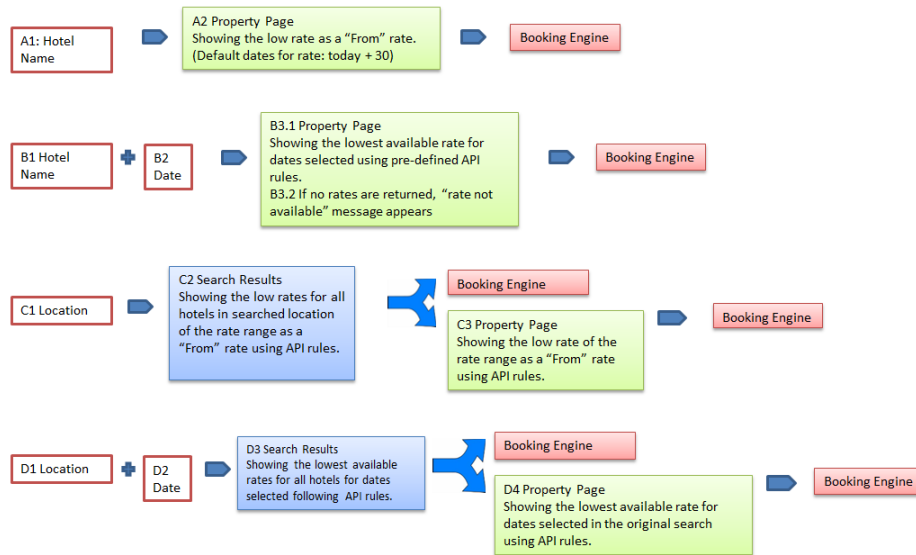 A1: Hotel
Name
A2 Property Page
Showing the low rate as a “From” rate.
(Default dates for rate: today + 30)
Booking Engine
B1 Hotel
Name
B2
Date
B3.1 Property Page
Showing the lowest available rate for
dates selected using pre-defined API
rules.
B3.2 If no rates are returned, “rate not
available” message appears
Booking Engine
C1 Location
C2 Search Results
Showing the low rates for all
hotels in searched location
of the rate range as a
“From” rate using API rules.
Booking Engine
C3 Property Page
Showing the low rate of the
rate range as a “From” rate
using API rules.
Booking Engine
D1 Location
D2
Date
D3 Search Results
Showing the lowest available
rates for all hotels for dates
selected following API rules.
Booking Engine
D4 Property Page
Showing the lowest available rate for
dates selected in the original search
using API rules.
Booking Engine